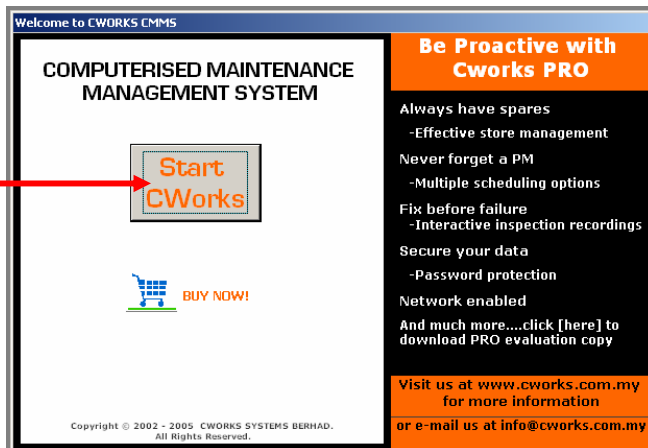 Welcome to CWORKS CMMS
COMPUTERISED MAINTENANCE
MANAGEMENT SYSTEM
Start
CWorks
BUY NOW!
Copyright © 2002 - 2005 CWORKS SYSTEMS BERHAD.
All Rights Reserved.
Be Proactive with
Cworks PRO
Always have spares
-Effective store management
Never forget a PM
-Multiple scheduling options
Fix before failure
-Interactive inspection recordings
Secure your data
-Password protection
Network enabled
And much more....click [here] to
download PRO evaluation copy
Visit us at www.cworks.com.my
for more information
or e-mail us at info@cworks.com.my